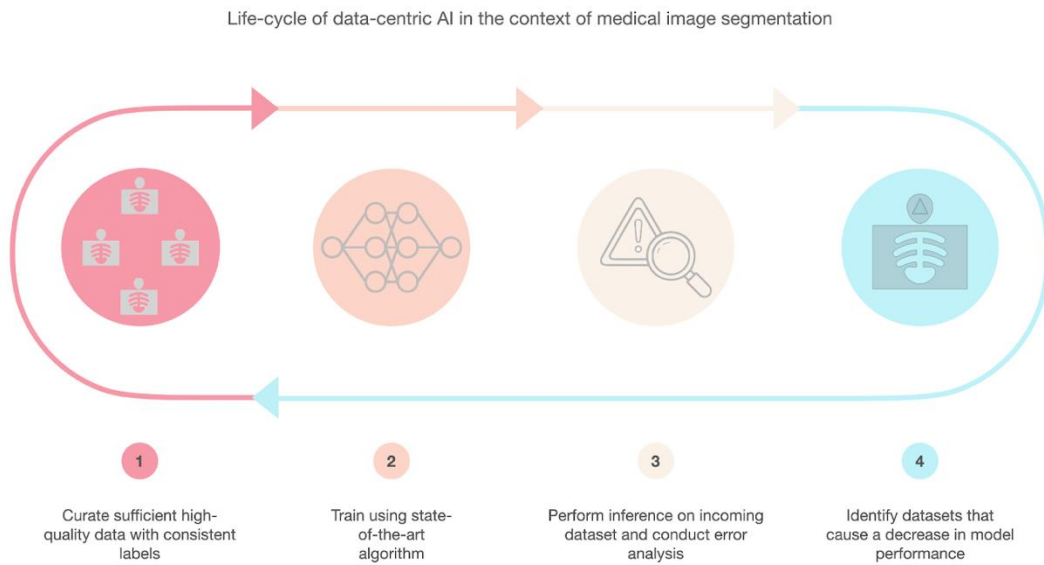 Life-cycle of data-centric AI in the context of medical image segmentation
1
Curate sufficient high-
quality data with consistent
labels
2
Train using state-
of-the-art
algorithm
3
Perform inference on incoming
dataset and conduct error
analysis
4
Identify datasets that
cause a decrease in model
performance